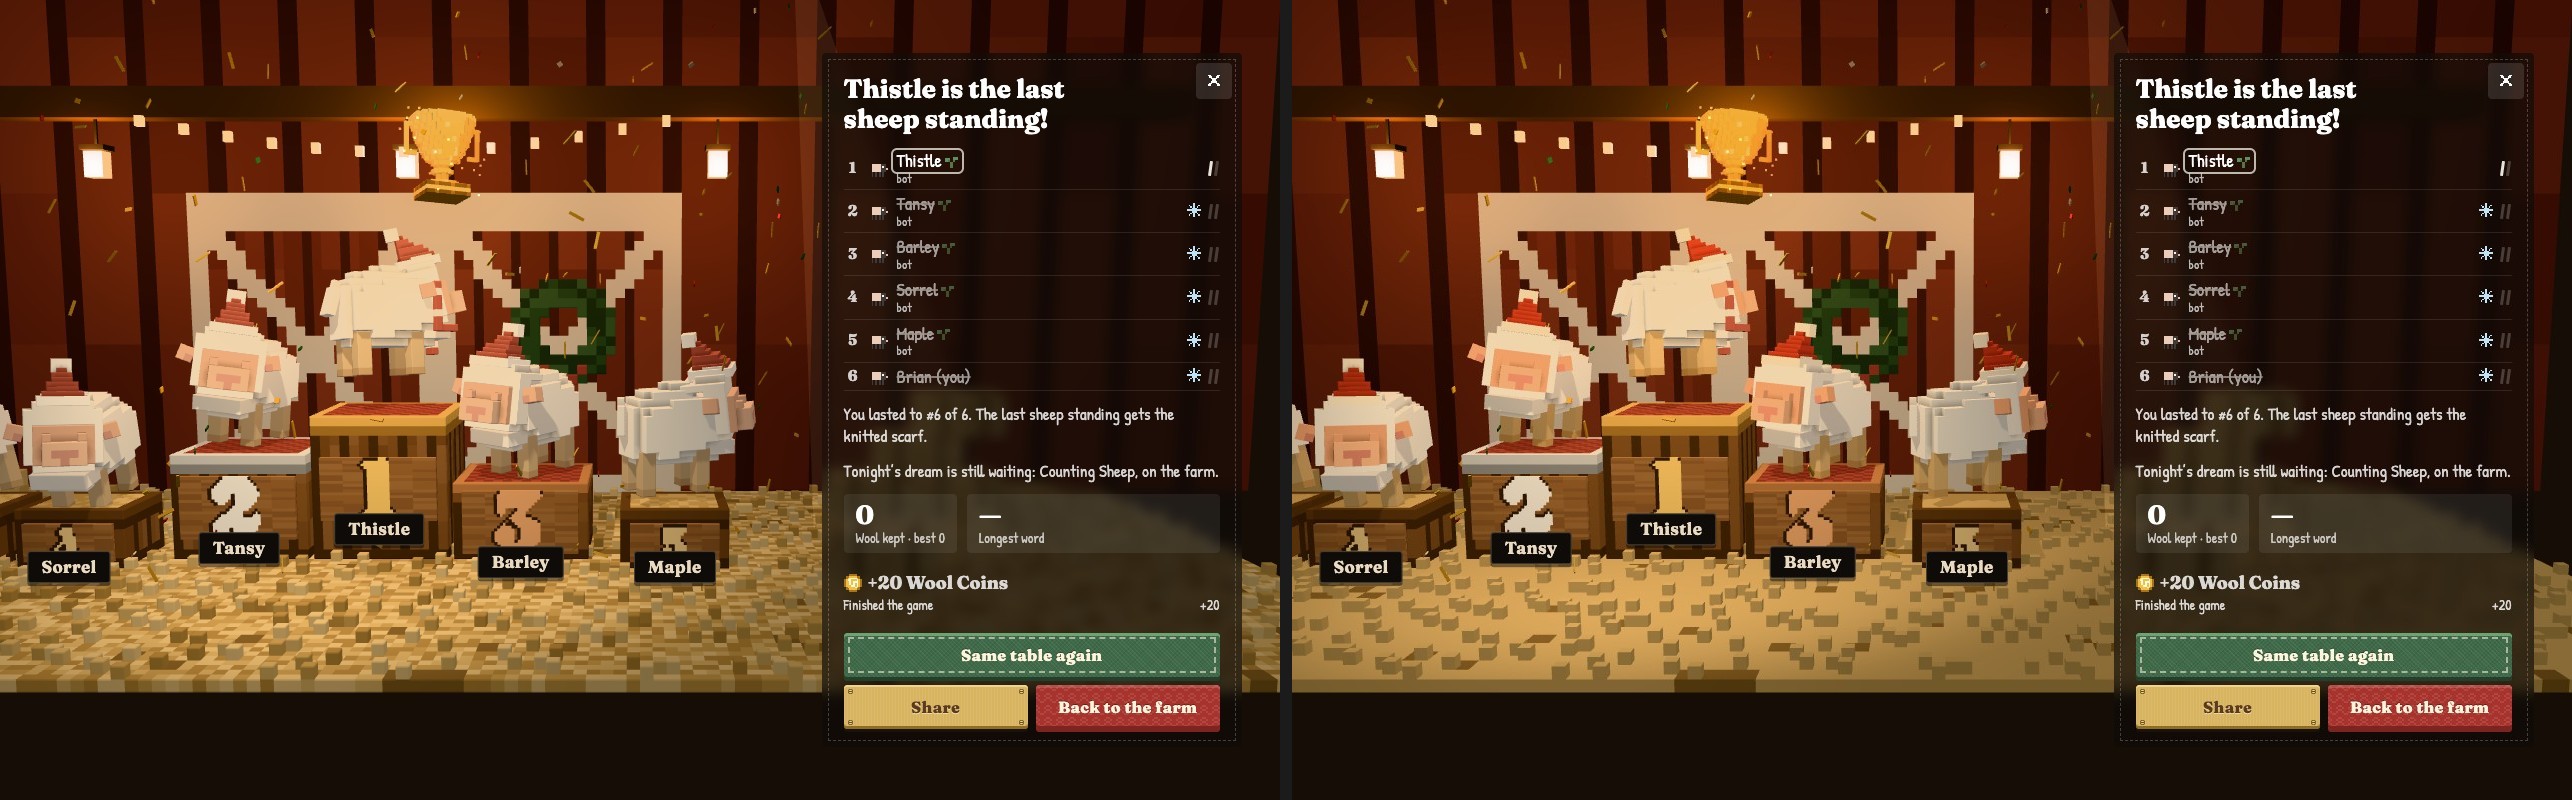 Thistle is the last
sheep standing!
1 Thistle
bot
2 Tansy
bot
3 Barley
bot
4 Sorrel
bot
5 Maple
bot
6 Brian (you)
You lasted to #6 of 6. The last sheep standing gets the
knitted scarf.
Tonight's dream is still waiting: Counting Sheep, on the farm.
0
Wool kept · best 0
—
Longest word
+20 Wool Coins
Finished the game +20
Same table again
Share
Back to the farm
2
1
3
Sorrel
Tansy
Thistle
Barley
Maple
Thistle is the last
sheep standing!
1 Thistle
bot
2 Tansy
bot
3 Barley
bot
4 Sorrel
bot
5 Maple
bot
6 Brian (you)
You lasted to #6 of 6. The last sheep standing gets the
knitted scarf.
Tonight's dream is still waiting: Counting Sheep, on the farm.
0
Wool kept · best 0
—
Longest word
+20 Wool Coins
Finished the game +20
Same table again
Share
Back to the farm
2
1
3
Sorrel
Tansy
Thistle
Barley
Maple